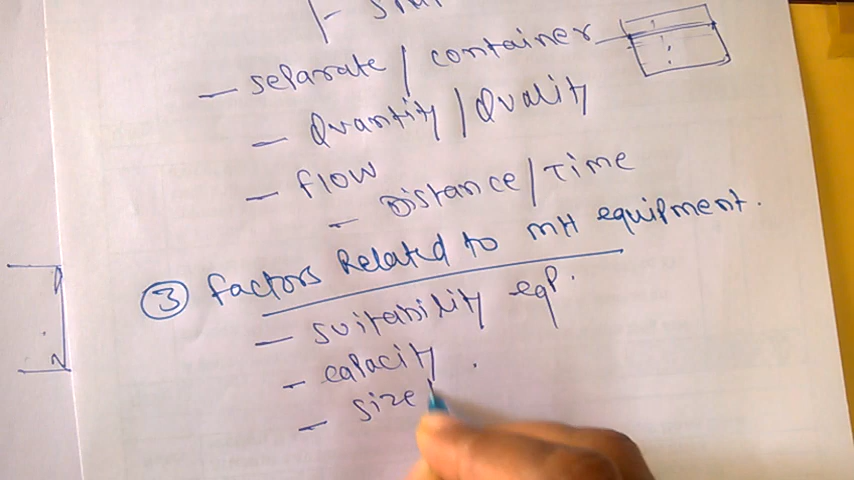 - separate / container
- Quantity / Quality
- flow
- Distance / Time
③ factors Related to MH equipment.
- suitability eqp.
- capacity
- size